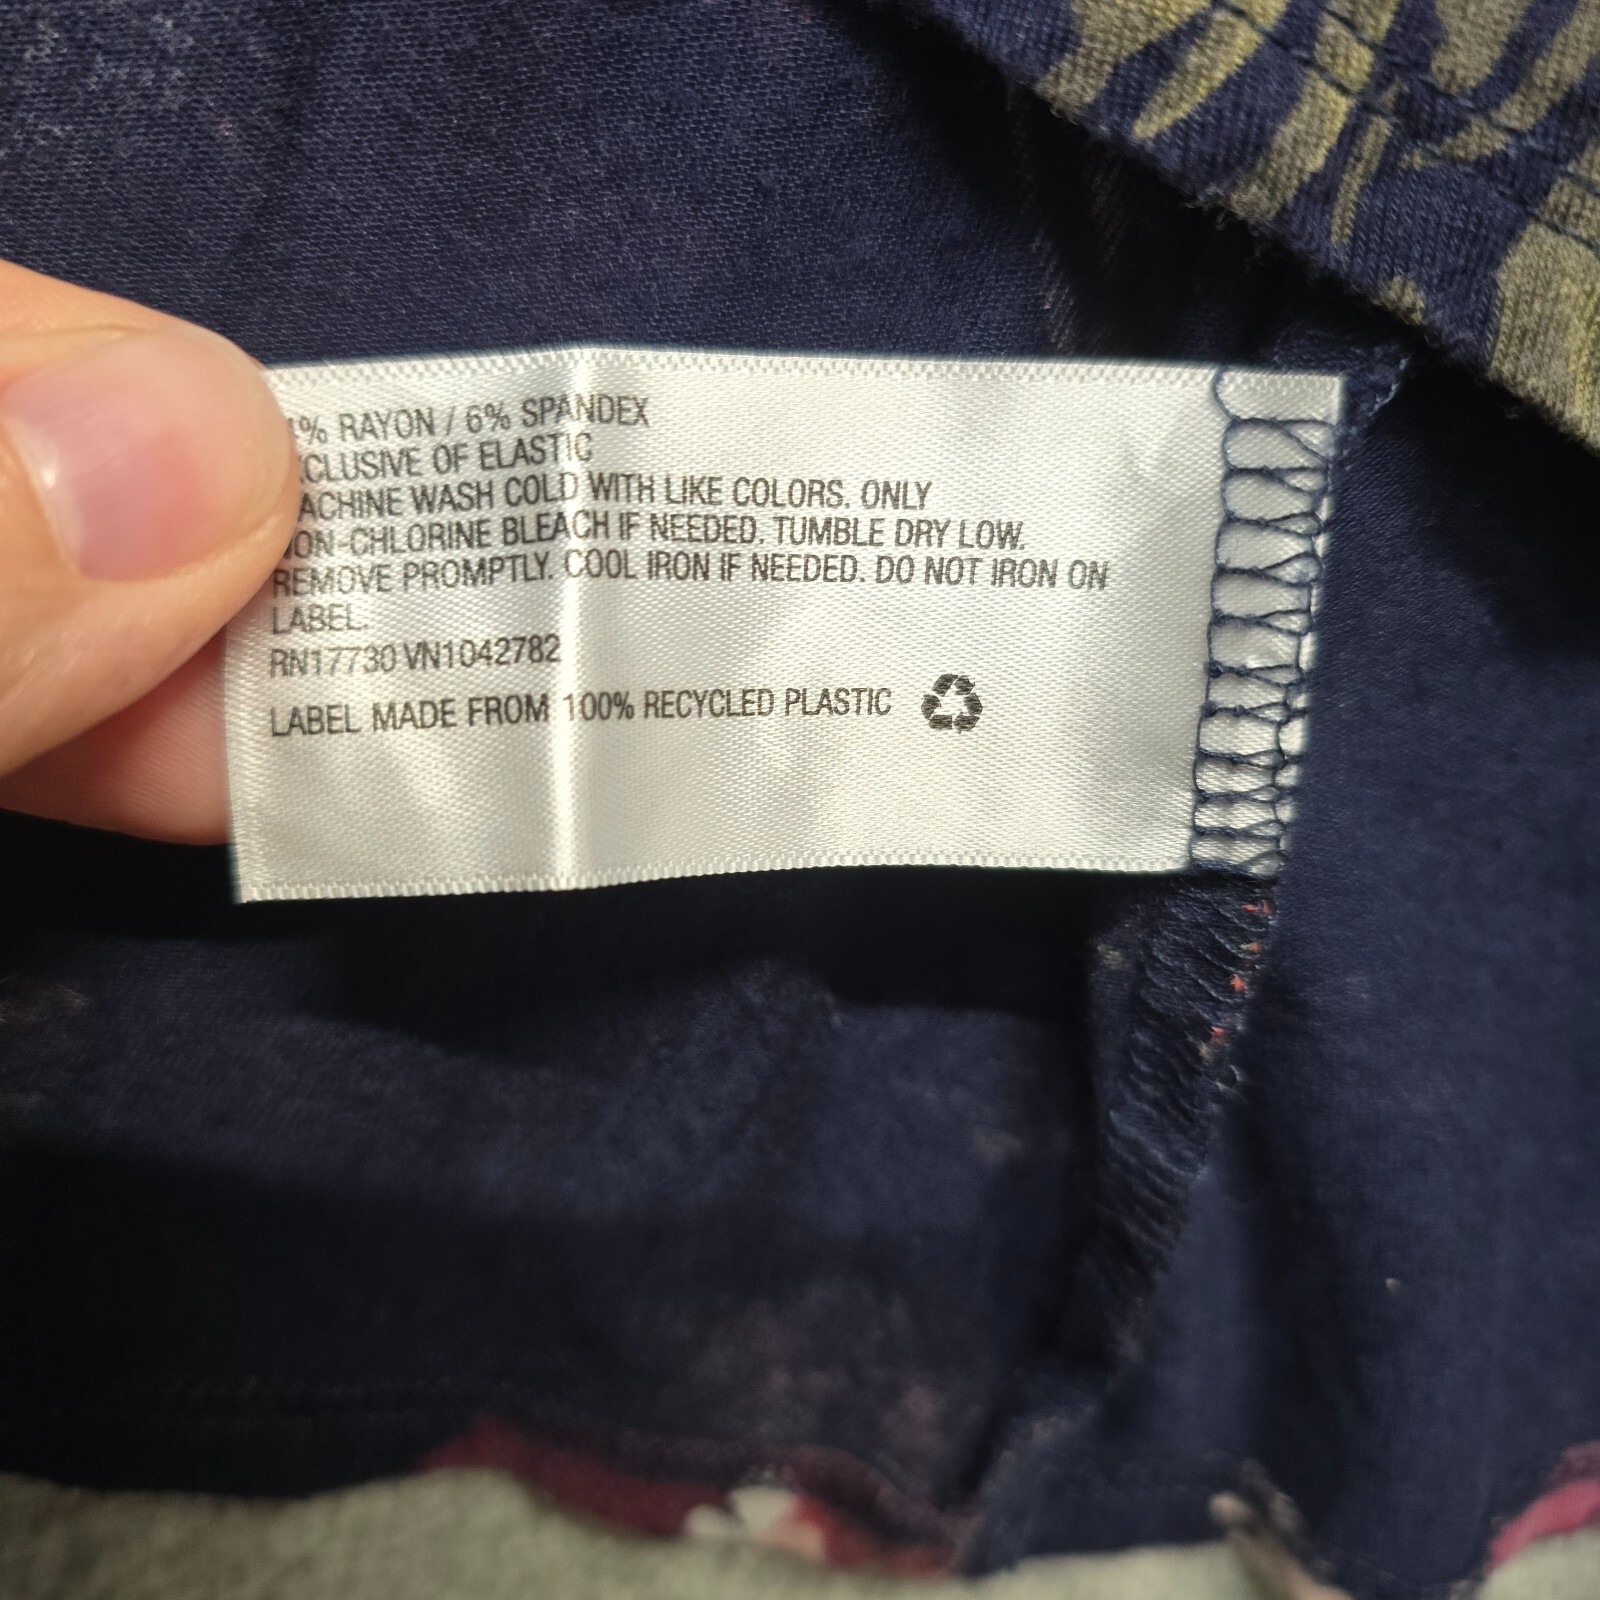 % RAYON / 6% SPANDEX
CLUSIVE OF ELASTIC
ACHINE WASH COLD WITH LIKE COLORS. ONLY
NON-CHLORINE BLEACH IF NEEDED. TUMBLE DRY LOW.
REMOVE PROMPTLY. COOL IRON IF NEEDED. DO NOT IRON ON
LABEL.
RN17730 VN1042782
LABEL MADE FROM 100% RECYCLED PLASTIC